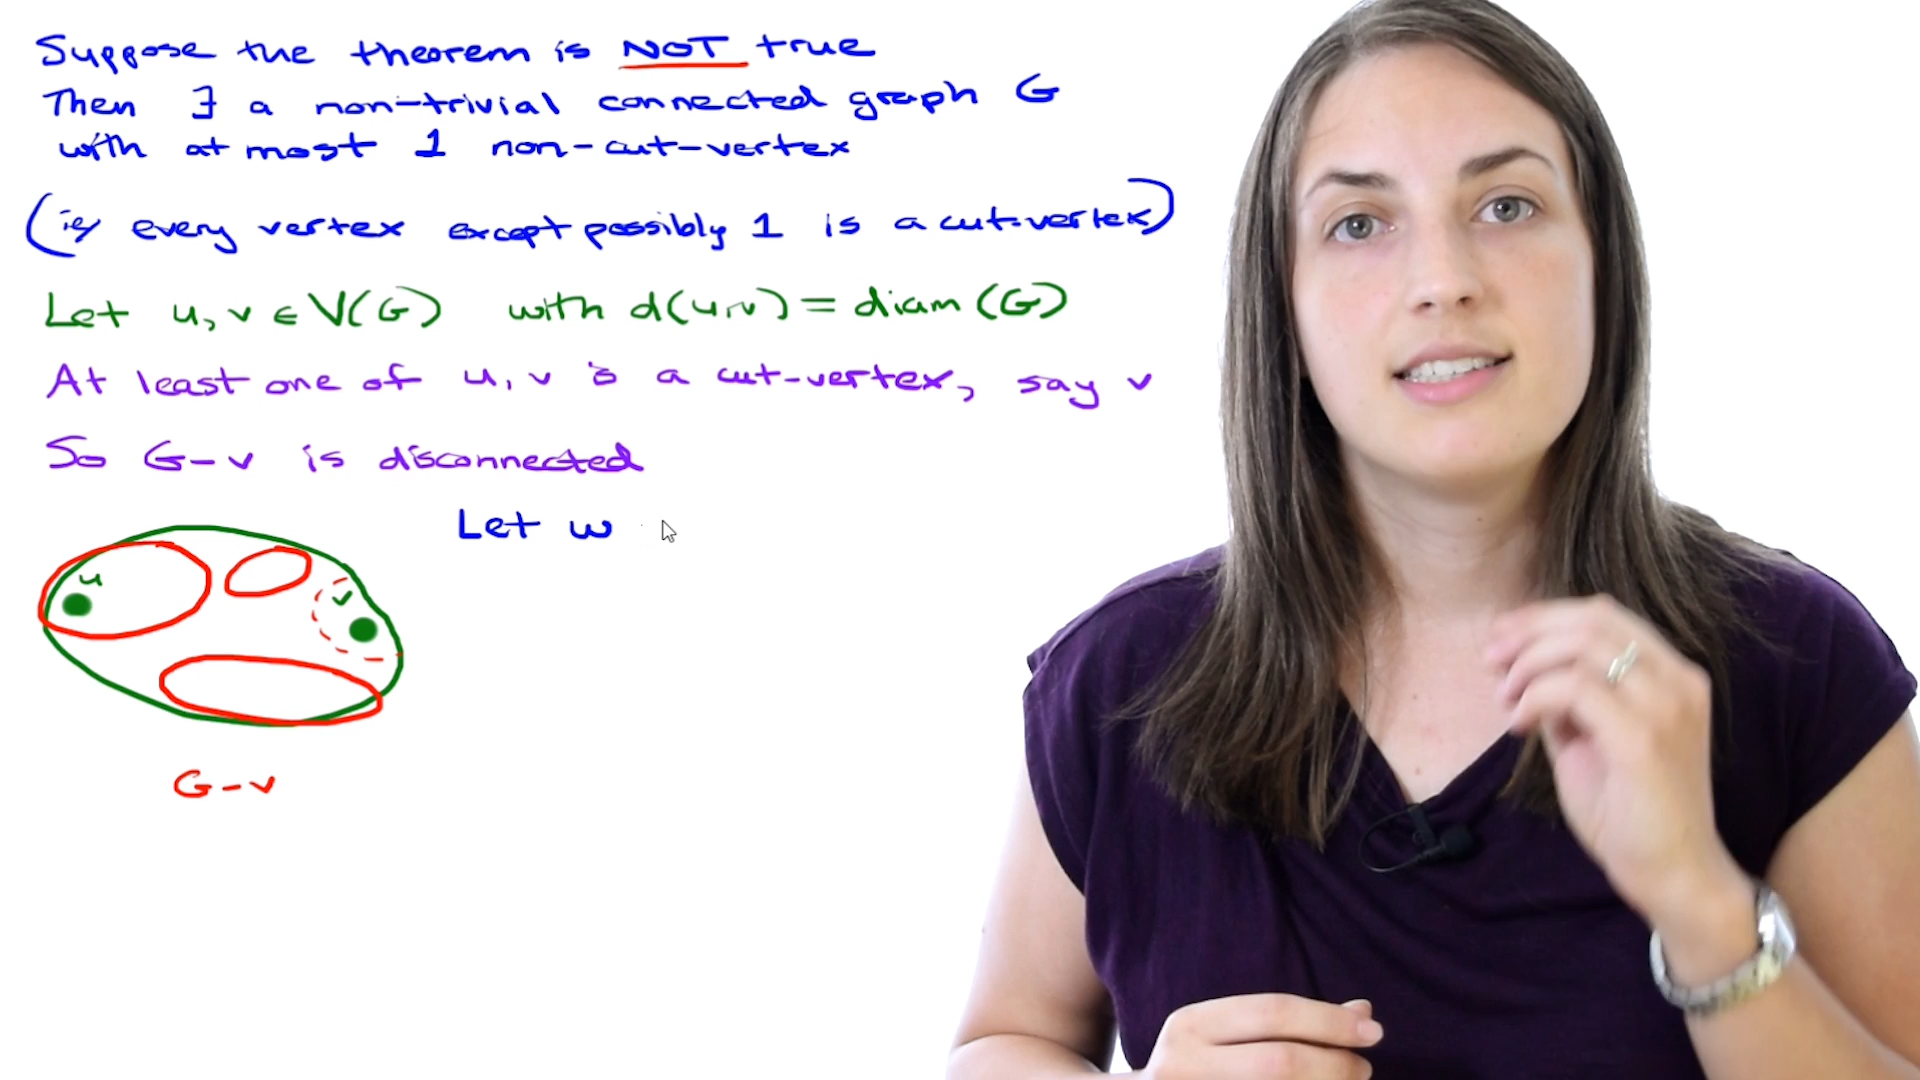 Suppose the theorem is NOT true
Then ∃ a non-trivial connected graph G
with at most 1 non-cut-vertex
(ie, every vertex except possibly 1 is a cut-vertex)
Let u, v ∈ V(G) with d(u,v) = diam(G)
At least one of u, v is a cut-vertex, say v
So G-v is disconnected
Let w
u
v
G-v